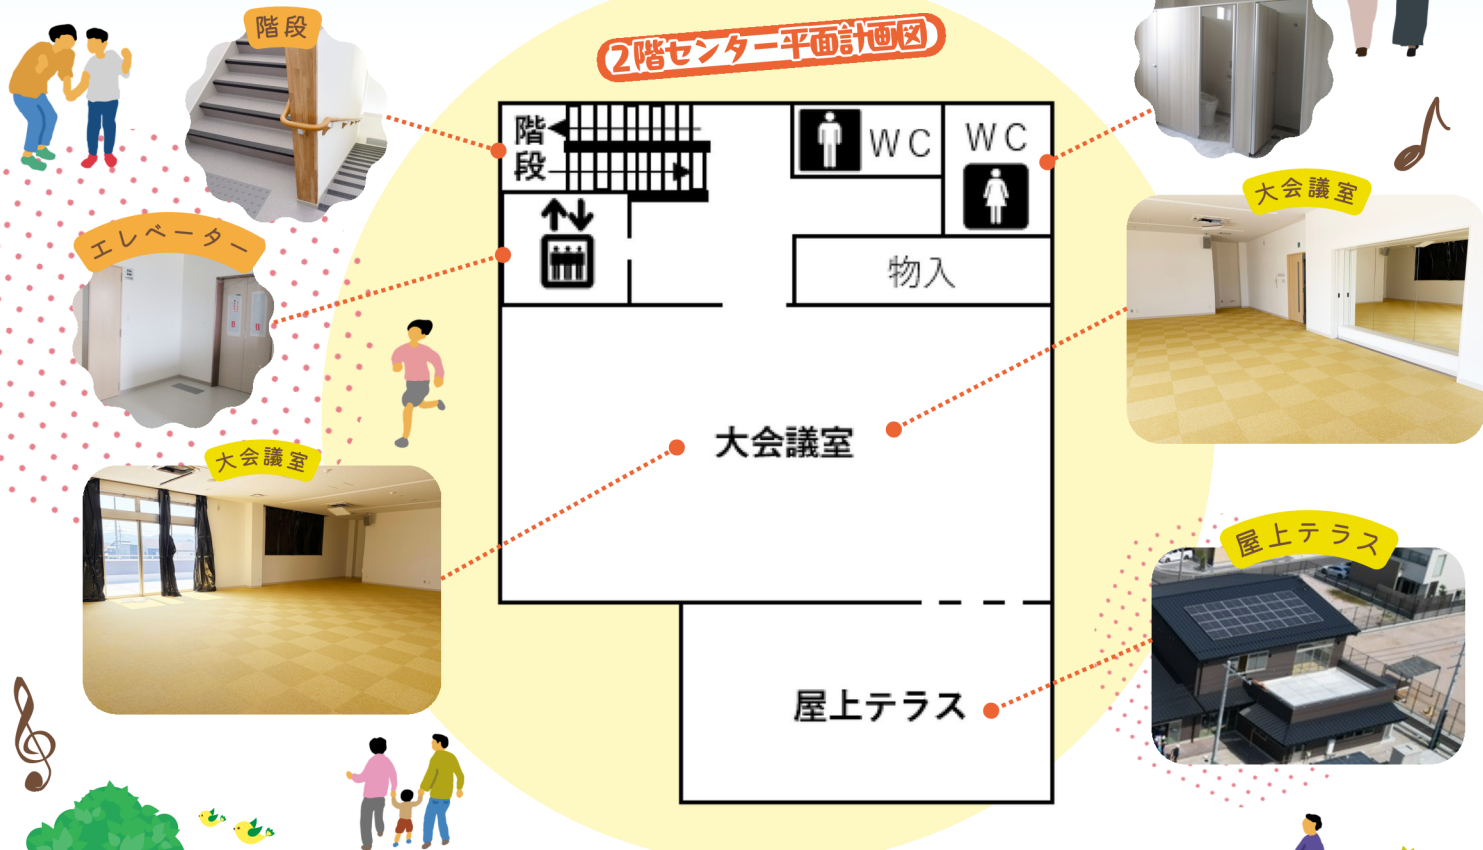 階段
2階センター平面計画図
階
段
WC
WC
大会議室
エレベーター
物入
大会議室
大会議室
屋上テラス
屋上テラス